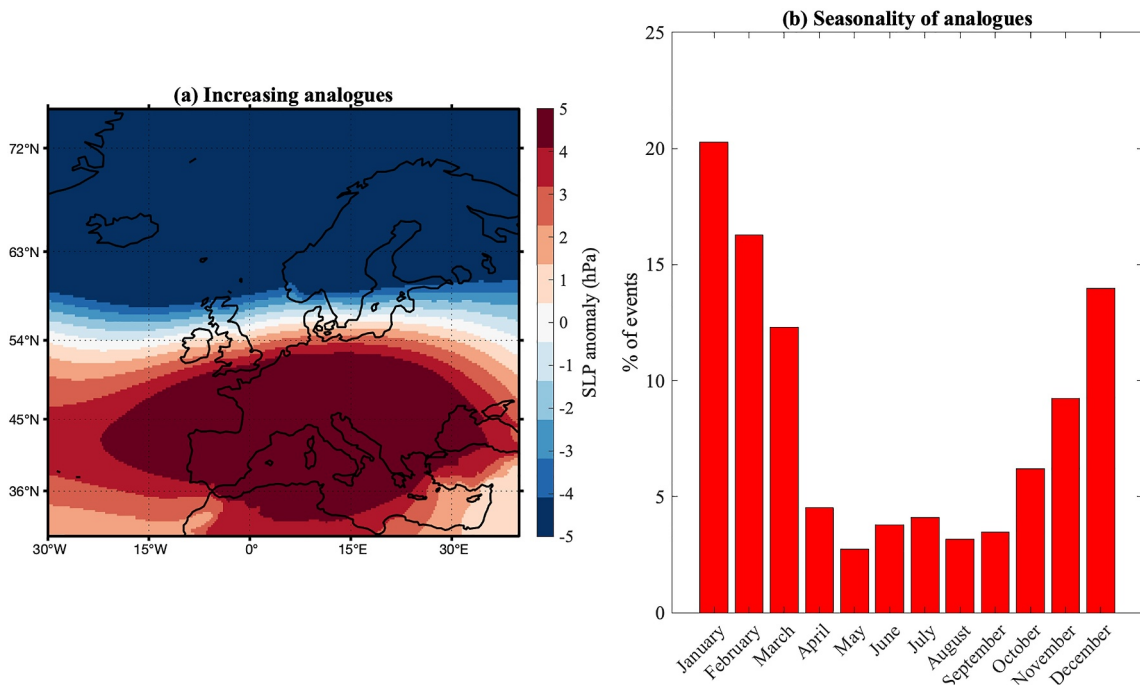 (a) Increasing analogues
72°N
63°N
54°N
45°N
36°N
30°W
15°W
0°
15°E
30°E
5
4
3
2
1
0
-1
-2
-3
-4
-5
SLP anomaly (hPa)
(b) Seasonality of analogues
25
20
15
10
5
0
% of events
January
February
March
April
May
June
July
August
September
October
November
December